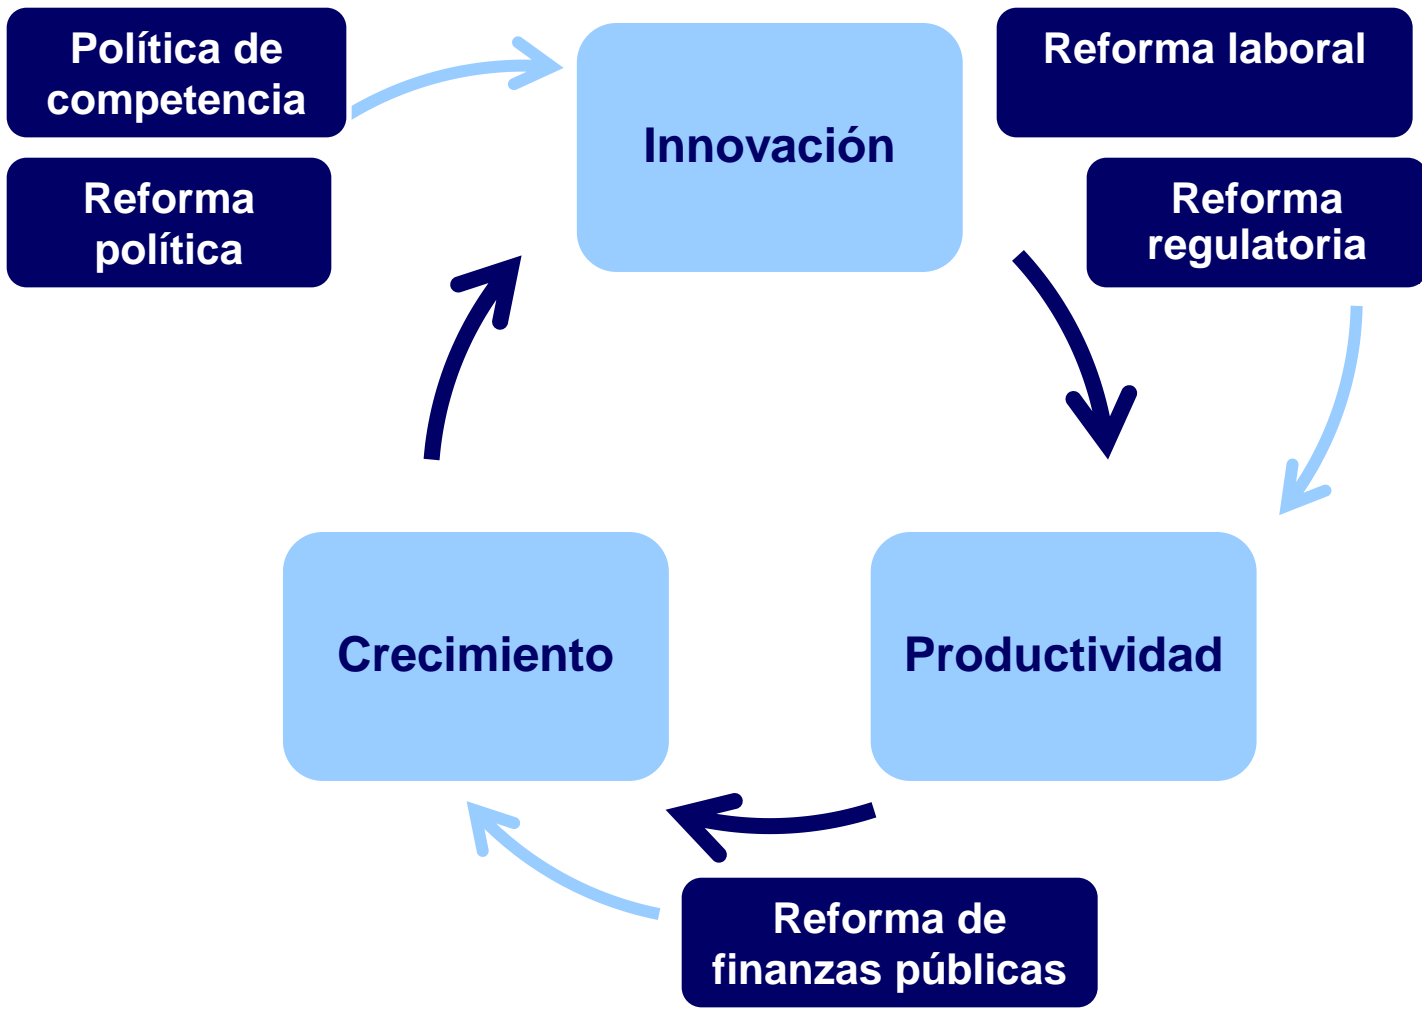 Política de
competencia
Reforma
política
Innovación
Reforma laboral
Reforma
regulatoria
Crecimiento
Productividad
Reforma de
finanzas públicas